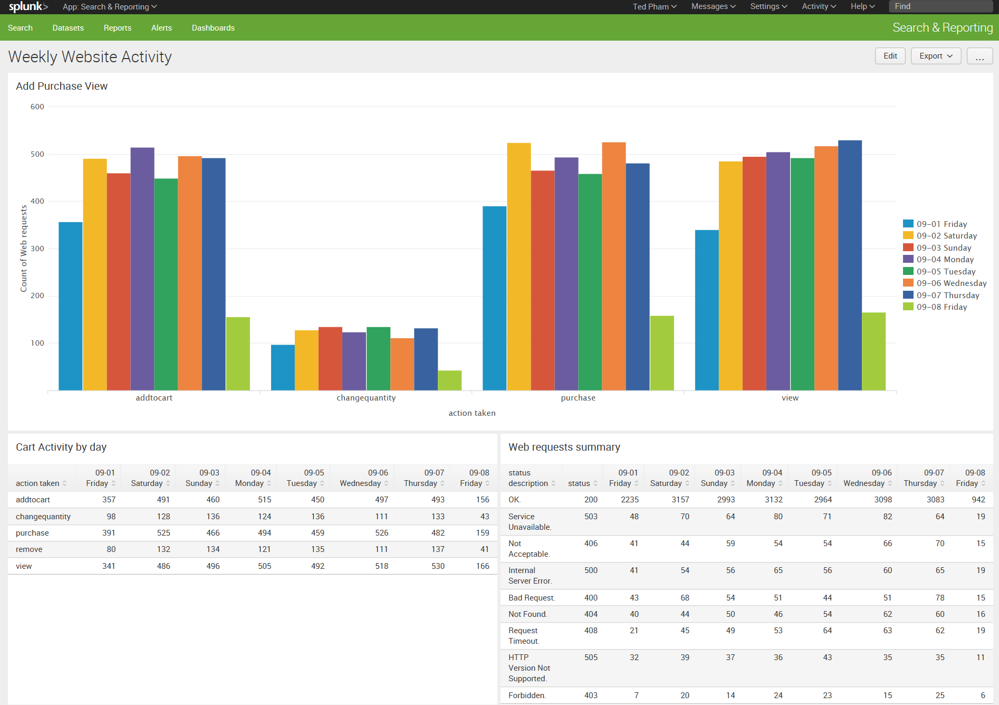 splunk> App: Search & Reporting Ted Pham Messages Settings Activity Help Find
Search Datasets Reports Alerts Dashboards Search & Reporting
Weekly Website Activity Edit Export ...
Add Purchase View
600
500
400
300
200
100
Count of Web requests
addtocart changequantity purchase view
action taken
09-01 Friday
09-02 Saturday
09-03 Sunday
09-04 Monday
09-05 Tuesday
09-06 Wednesday
09-07 Thursday
09-08 Friday
Cart Activity by day
09-01 09-02 09-03 09-04 09-05 09-06 09-07 09-08
action taken Friday Saturday Sunday Monday Tuesday Wednesday Thursday Friday
addtocart 357 491 460 515 450 497 493 156
changequantity 98 128 136 124 136 111 133 43
purchase 391 525 466 494 459 526 482 159
remove 80 132 134 121 135 111 137 41
view 341 486 496 505 492 518 530 166
Web requests summary
status 09-01 09-02 09-03 09-04 09-05 09-06 09-07 09-08
description status Friday Saturday Sunday Monday Tuesday Wednesday Thursday Friday
OK. 200 2235 3157 2993 3132 2964 3098 3083 942
Service 503 48 70 64 80 71 82 64 19
Unavailable.
Not 406 41 44 59 54 54 66 70 15
Acceptable.
Internal 500 41 54 56 65 56 60 65 19
Server Error.
Bad Request. 400 43 68 54 51 44 51 78 15
Not Found. 404 40 44 50 46 54 62 60 16
Request 408 21 45 49 53 64 63 62 19
Timeout.
HTTP 505 32 39 37 36 43 35 35 11
Version Not
Supported.
Forbidden. 403 7 20 14 24 23 15 25 6